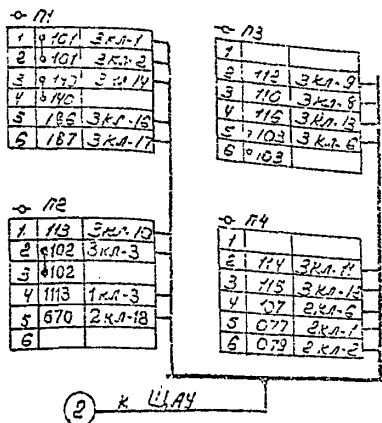 П1
1 101 3кл-1
2 101 3кл-2
3 3кл-14
4 140
5 186 3кл-16
6 187 3кл-17
П2
1 113 3кл-10
2 102 3кл-3
3 102
4 1113 1кл-3
5 670 2кл-18
6
П3
1
2 112 3кл-9
3 110 3кл-8
4 116 3кл-13
5 103 3кл-6
6 103
П4
1
2 114 3кл-11
3 115 3кл-12
4 107 2кл-6
5 077 2кл-1
6 079 2кл-2
2 к ЩАУ